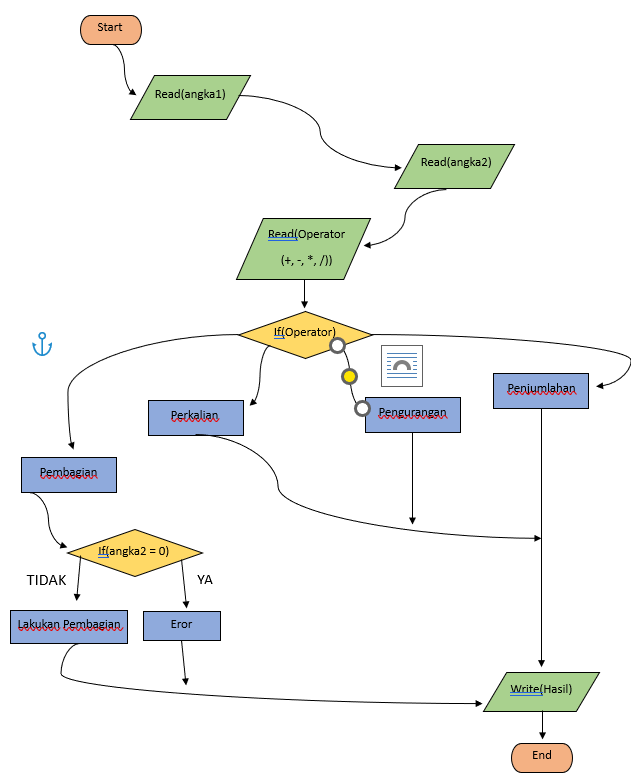 Start
Read(angka1)
Read(angka2)
Read(Operator
(+, -, *, /))
If(Operator)
Penjumlahan
Pengurangan
Perkalian
Pembagian
If(angka2 = 0)
TIDAK
YA
Lakukan Pembagian
Eror
Write(Hasil)
End